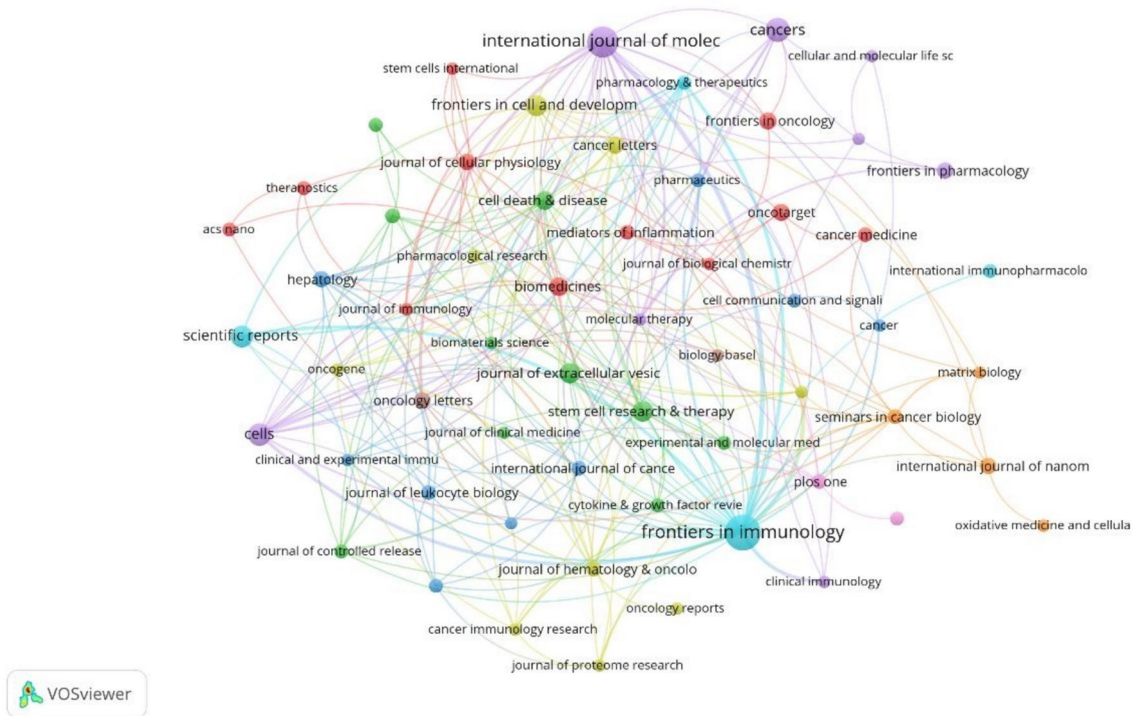 international journal of molec
cancers
cellular and molecular life sc
stem cells international
pharmacology & therapeutics
frontiers in cell and developm
frontiers in oncology
cancer letters
journal of cellular physiology
frontiers in pharmacology
pharmaceutics
theranostics
cell death & disease
oncotarget
acs nano
mediators of inflammation
cancer medicine
pharmacological research
journal of biological chemistr
international immunopharmacolo
hepatology
biomedicines
cell communication and signali
journal of immunology
molecular therapy
cancer
scientific reports
biomaterials science
biology-basel
oncogene
journal of extracellular vesic
matrix biology
oncology letters
stem cell research & therapy
seminars in cancer biology
cells
journal of clinical medicine
experimental and molecular med
clinical and experimental immu
international journal of cance
international journal of nanom
plos one
journal of leukocyte biology
cytokine & growth factor revie
oxidative medicine and cellula
frontiers in immunology
journal of controlled release
journal of hematology & oncolo
clinical immunology
oncology reports
cancer immunology research
journal of proteome research
VOSviewer